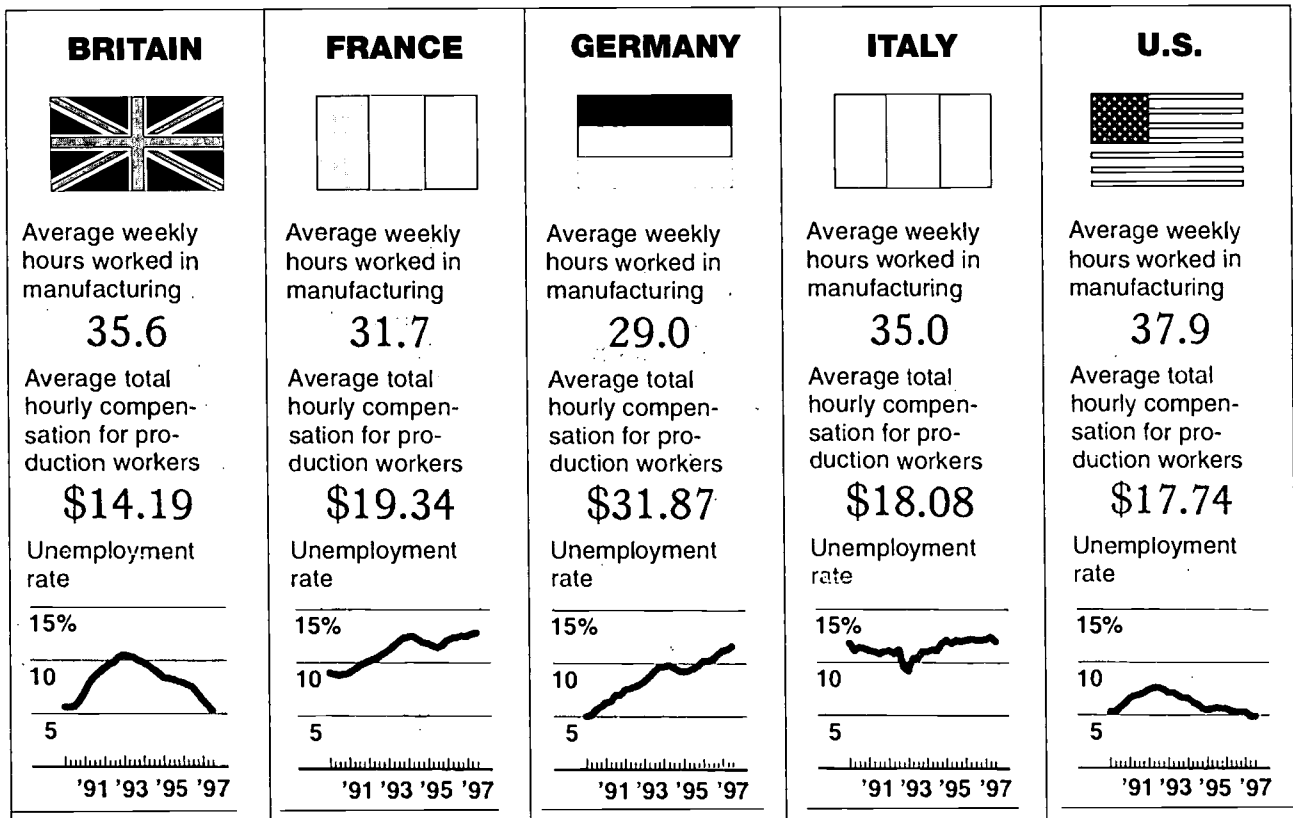 BRITAIN
Average weekly
hours worked in
manufacturing
35.6
Average total
hourly compen-
sation for pro-
duction workers
$14.19
Unemployment
rate
15%
10
5
'91 '93 '95 '97
FRANCE
Average weekly
hours worked in
manufacturing
31.7
Average total
hourly compen-
sation for pro-
duction workers
$19.34
Unemployment
rate
15%
10
5
'91 '93 '95 '97
GERMANY
Average weekly
hours worked in
manufacturing
29.0
Average total
hourly compen-
sation for pro-
duction workers
$31.87
Unemployment
rate
15%
10
5
'91 '93 '95 '97
ITALY
Average weekly
hours worked in
manufacturing
35.0
Average total
hourly compen-
sation for pro-
duction workers
$18.08
Unemployment
rate
15%
10
5
'91 '93 '95 '97
U.S.
Average weekly
hours worked in
manufacturing
37.9
Average total
hourly compen-
sation for pro-
duction workers
$17.74
Unemployment
rate
15%
10
5
'91 '93 '95 '97